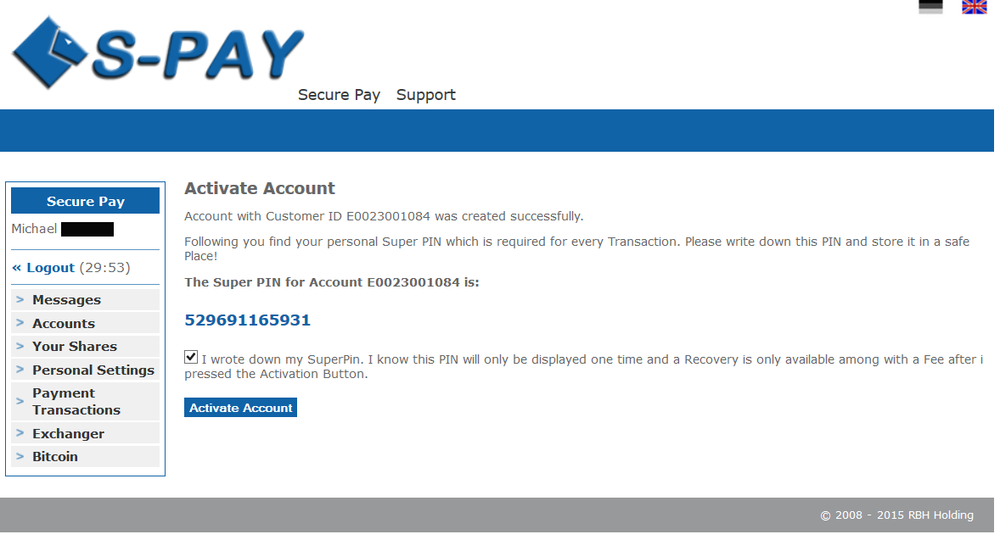 S-PAY
Secure Pay Support
Secure Pay
Michael
« Logout (29:53)
> Messages
> Accounts
> Your Shares
> Personal Settings
> Payment
Transactions
> Exchanger
> Bitcoin
Activate Account
Account with Customer ID E0023001084 was created successfully.
Following you find your personal Super PIN which is required for every Transaction. Please write down this PIN and store it in a safe
Place!
The Super PIN for Account E0023001084 is:
529691165931
I wrote down my SuperPin. I know this PIN will only be displayed one time and a Recovery is only available among with a Fee after i
pressed the Activation Button.
Activate Account
© 2008 - 2015 RBH Holding